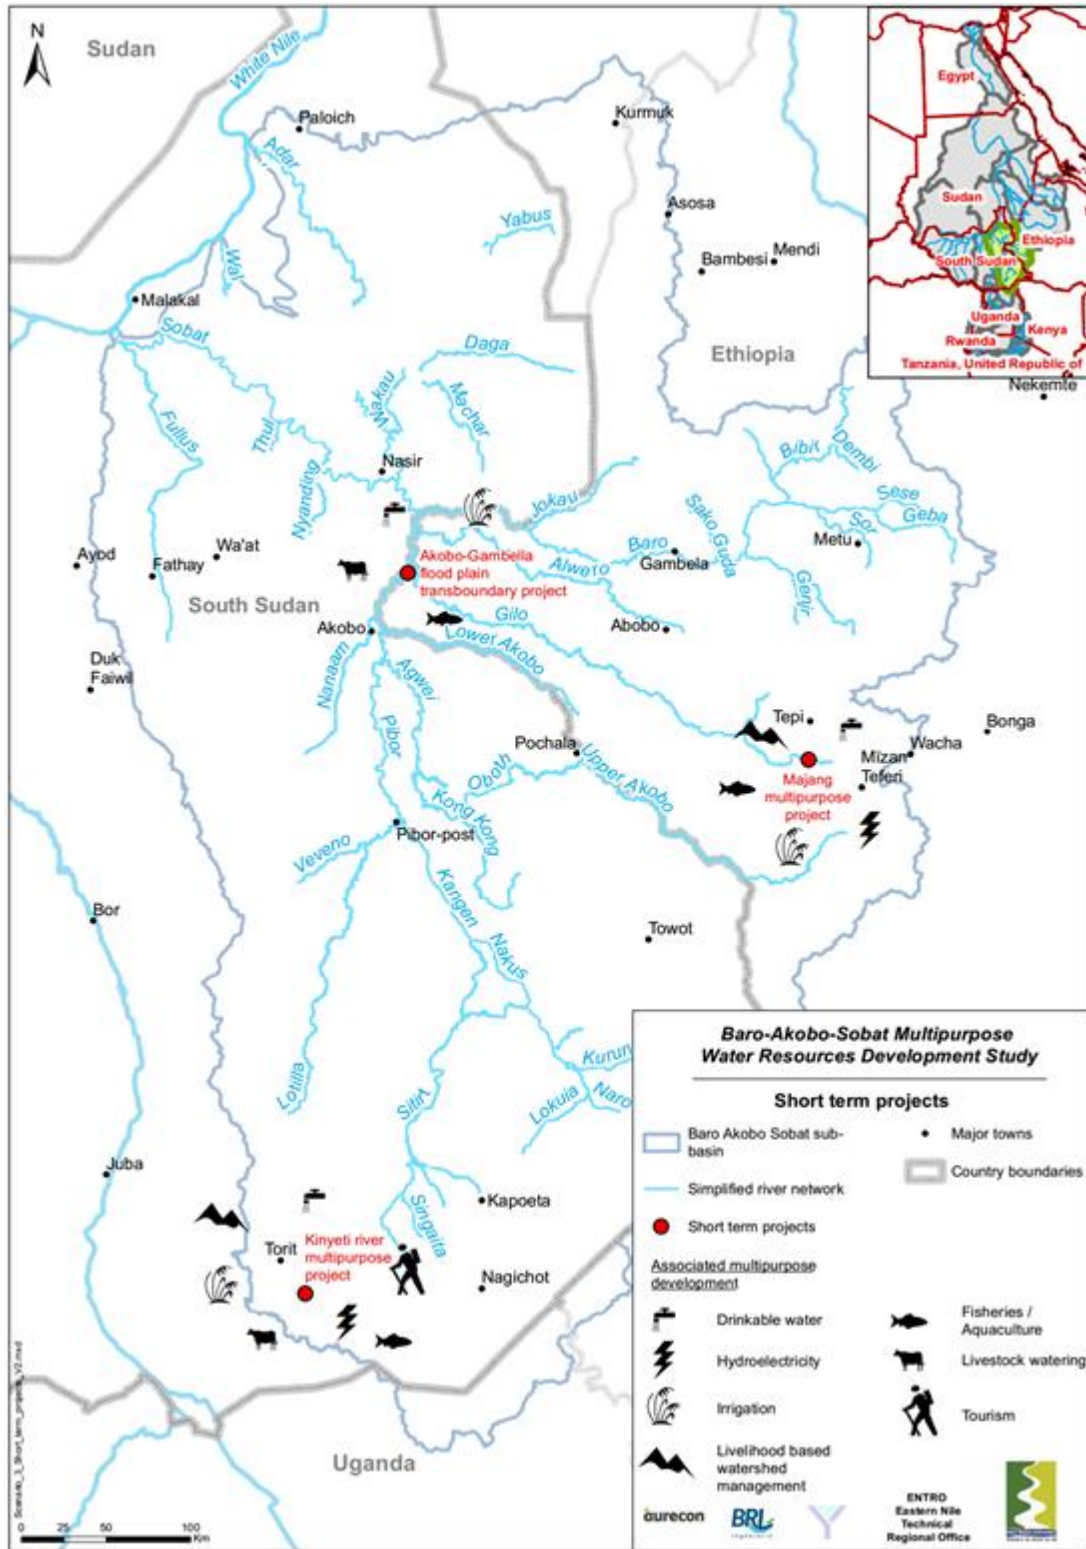 N
Sudan
White Nile
Paloich
Kurmuk
Adar
Yabus
Asosa
Bambesi
Mendi
Wal
Malakal
Sobat
Daga
Ethiopia
Egypt
Sudan
Ethiopia
South Sudan
Uganda
Kenya
Rwanda
Tanzania, United Republic of
Nekemte
Makau
Machar
Fullus
Thul
Nasir
Nyanding
Jokau
Bibit
Dembi
Sese
Geba
Sor
Sako Guda
Metu
Baro
Gambela
Genjir
Alwero
Ayod
Fathay
Wa'at
Akobo-Gambella
flood plain
transboundary project
South Sudan
Gilo
Abobo
Akobo
Lower Akobo
Duk
Faiwil
Nanaam
Agwei
Pibor
Tepi
Bonga
Wacha
Mizan
Teferi
Pochala
Upper Akobo
Majang
multipurpose
project
Oboth
Kong Kong
Pibor-post
Veveno
Kangen
Bor
Nakus
Towot
Lotilla
Kurun
Naro
Lokuia
Sitirt
Juba
Kapoeta
Singaita
Torit
Kinyeti river
multipurpose
project
Nagichot
Uganda
Baro-Akobo-Sobat Multipurpose
Water Resources Development Study
Short term projects
Baro Akobo Sobat sub-
basin
Major towns
Simplified river network
Country boundaries
Short term projects
Associated multipurpose
development
Drinkable water
Fisheries /
Aquaculture
Hydroelectricity
Livestock watering
Irrigation
Tourism
Livelihood based
watershed
management
aurecon
BRL
ENTRO
Eastern Nile
Technical
Regional Office
Scenario_3_Short_term_projects_V2.mxd
0 25 50 100
Km